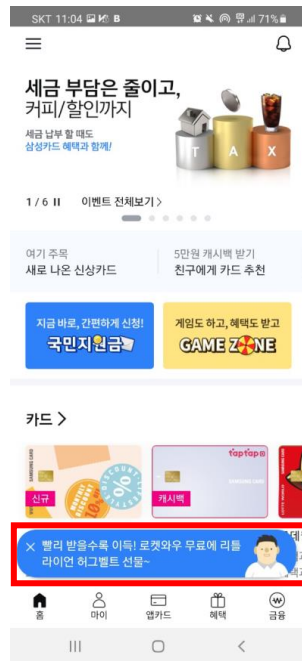 SKT 11:04
71%
세금 부담은 줄이고,
커피/할인까지
세금 납부 할 때도
삼성카드 혜택과 함께!
T A X
1 / 6 이벤트 전체보기 >
여기 주목
새로 나온 신상카드
5만원 캐시백 받기
친구에게 카드 추천
지금 바로, 간편하게 신청!
국민지원금
게임도 하고, 혜택도 받고
GAME ZONE
카드 >
SAMSUNG CARD
MONTHLY DISCOUNT
DISCOUNT
신규
taptap
캐시백
× 빨리 받을수록 이득! 로켓와우 무료에 리틀
라이언 허그벨트 선물~
홈
마이
앱카드
혜택
금융